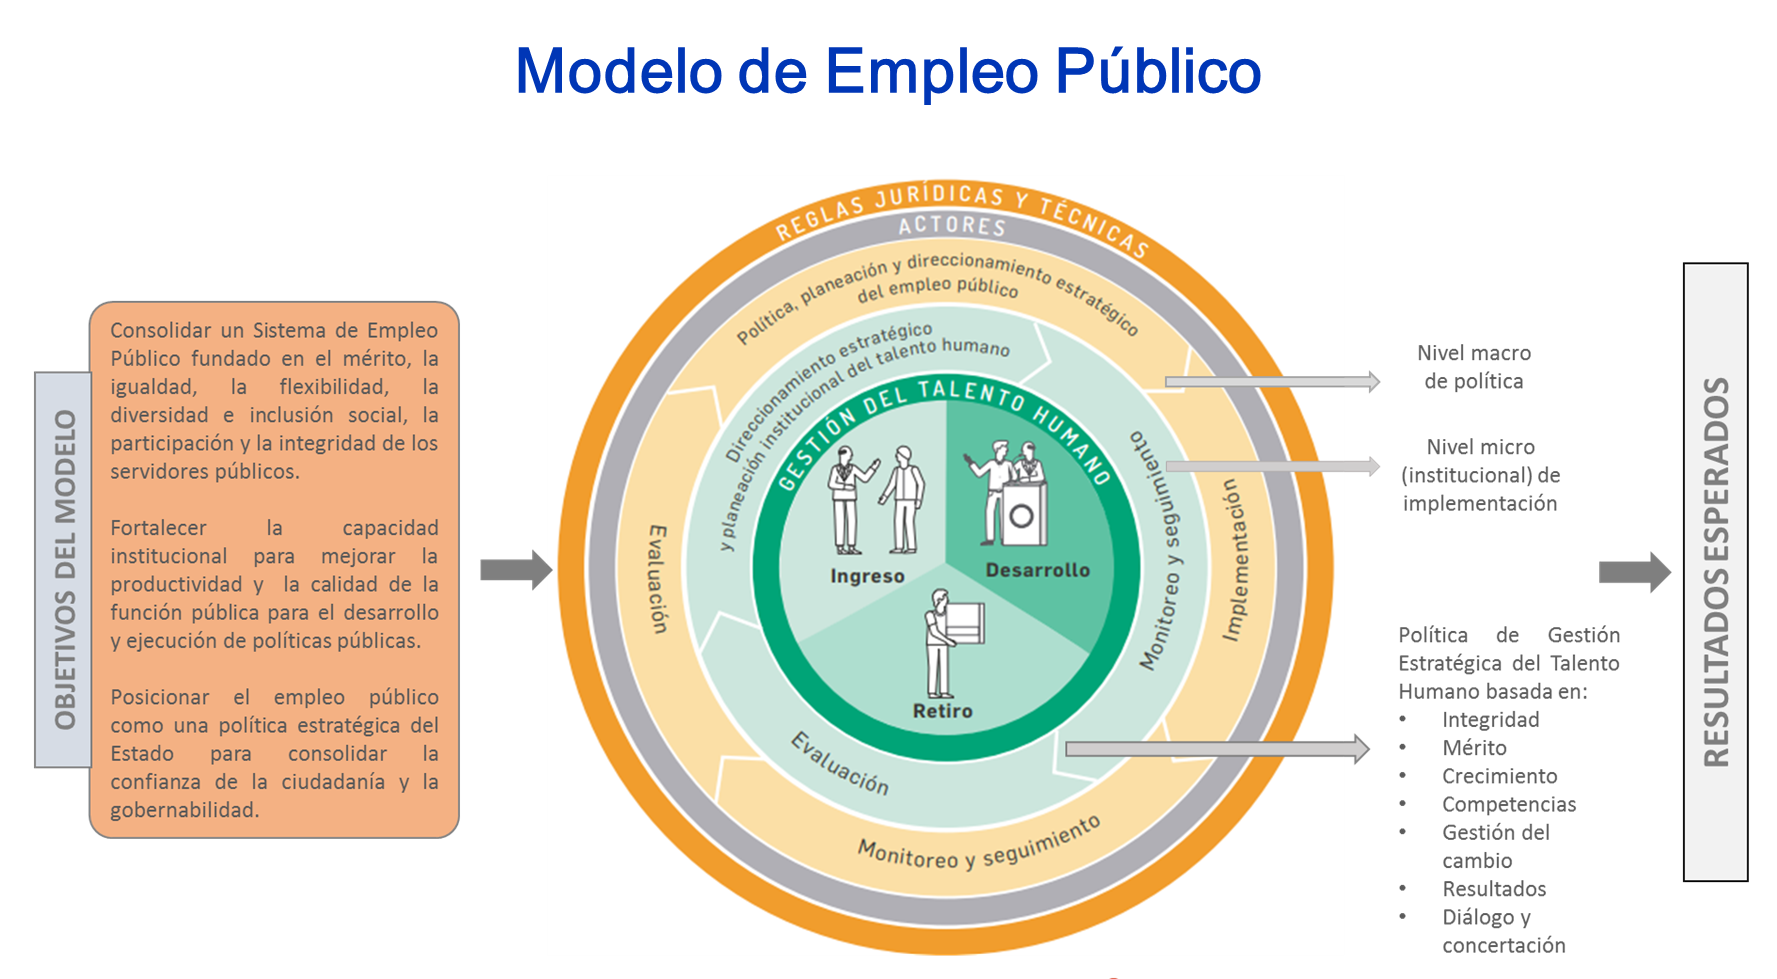 Modelo de Empleo Público
OBJETIVOS DEL MODELO
Consolidar un Sistema de Empleo
Público fundado en el mérito, la
igualdad, la flexibilidad, la
diversidad e inclusión social, la
participación y la integridad de los
servidores públicos.
Fortalecer la capacidad
institucional para mejorar la
productividad y la calidad de la
función pública para el desarrollo
y ejecución de políticas públicas.
Posicionar el empleo público
como una política estratégica del
Estado para consolidar la
confianza de la ciudadanía y la
gobernabilidad.
REGLAS JURÍDICAS Y TÉCNICAS
ACTORES
Política, planeación y direccionamiento estratégico
del empleo público
Implementación
Monitoreo y seguimiento
Evaluación
Direccionamiento estratégico
y planeación institucional del talento humano
Monitoreo y seguimiento
Evaluación
GESTIÓN DEL TALENTO HUMANO
Ingreso
Desarrollo
Retiro
Nivel macro
de política
Nivel micro
(institucional) de
implementación
Política de Gestión
Estratégica del Talento
Humano basada en:
• Integridad
• Mérito
• Crecimiento
• Competencias
• Gestión del
cambio
• Resultados
• Diálogo y
concertación
RESULTADOS ESPERADOS